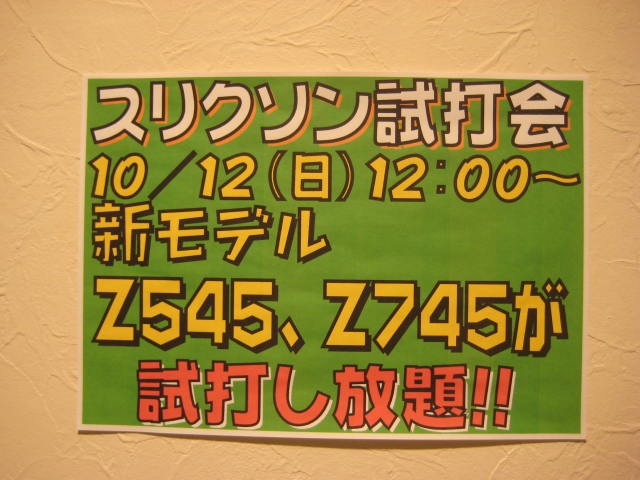 スリクソン試打会
10/12(日)12:00~
新モデル
Z545、Z745が
試打し放題!!